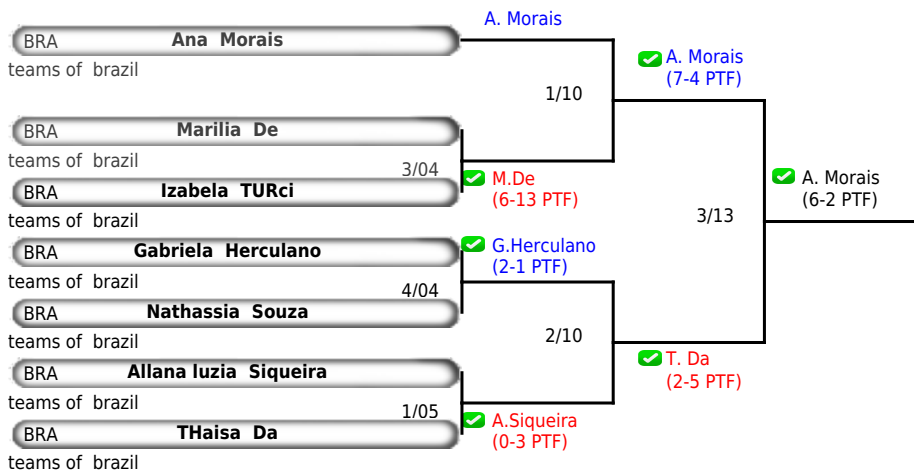 A. Morais
BRA Ana Morais
teams of brazil
A. Morais
(7-4 PTF)
1/10
BRA Marilia De
teams of brazil
3/04
M.De
(6-13 PTF)
BRA Izabela TURci
teams of brazil
A. Morais
(6-2 PTF)
3/13
BRA Gabriela Herculano
teams of brazil
G.Herculano
(2-1 PTF)
4/04
BRA Nathassia Souza
teams of brazil
2/10
BRA Allana luzia Siqueira
teams of brazil
T. Da
(2-5 PTF)
1/05
A.Siqueira
(0-3 PTF)
BRA THaisa Da
teams of brazil